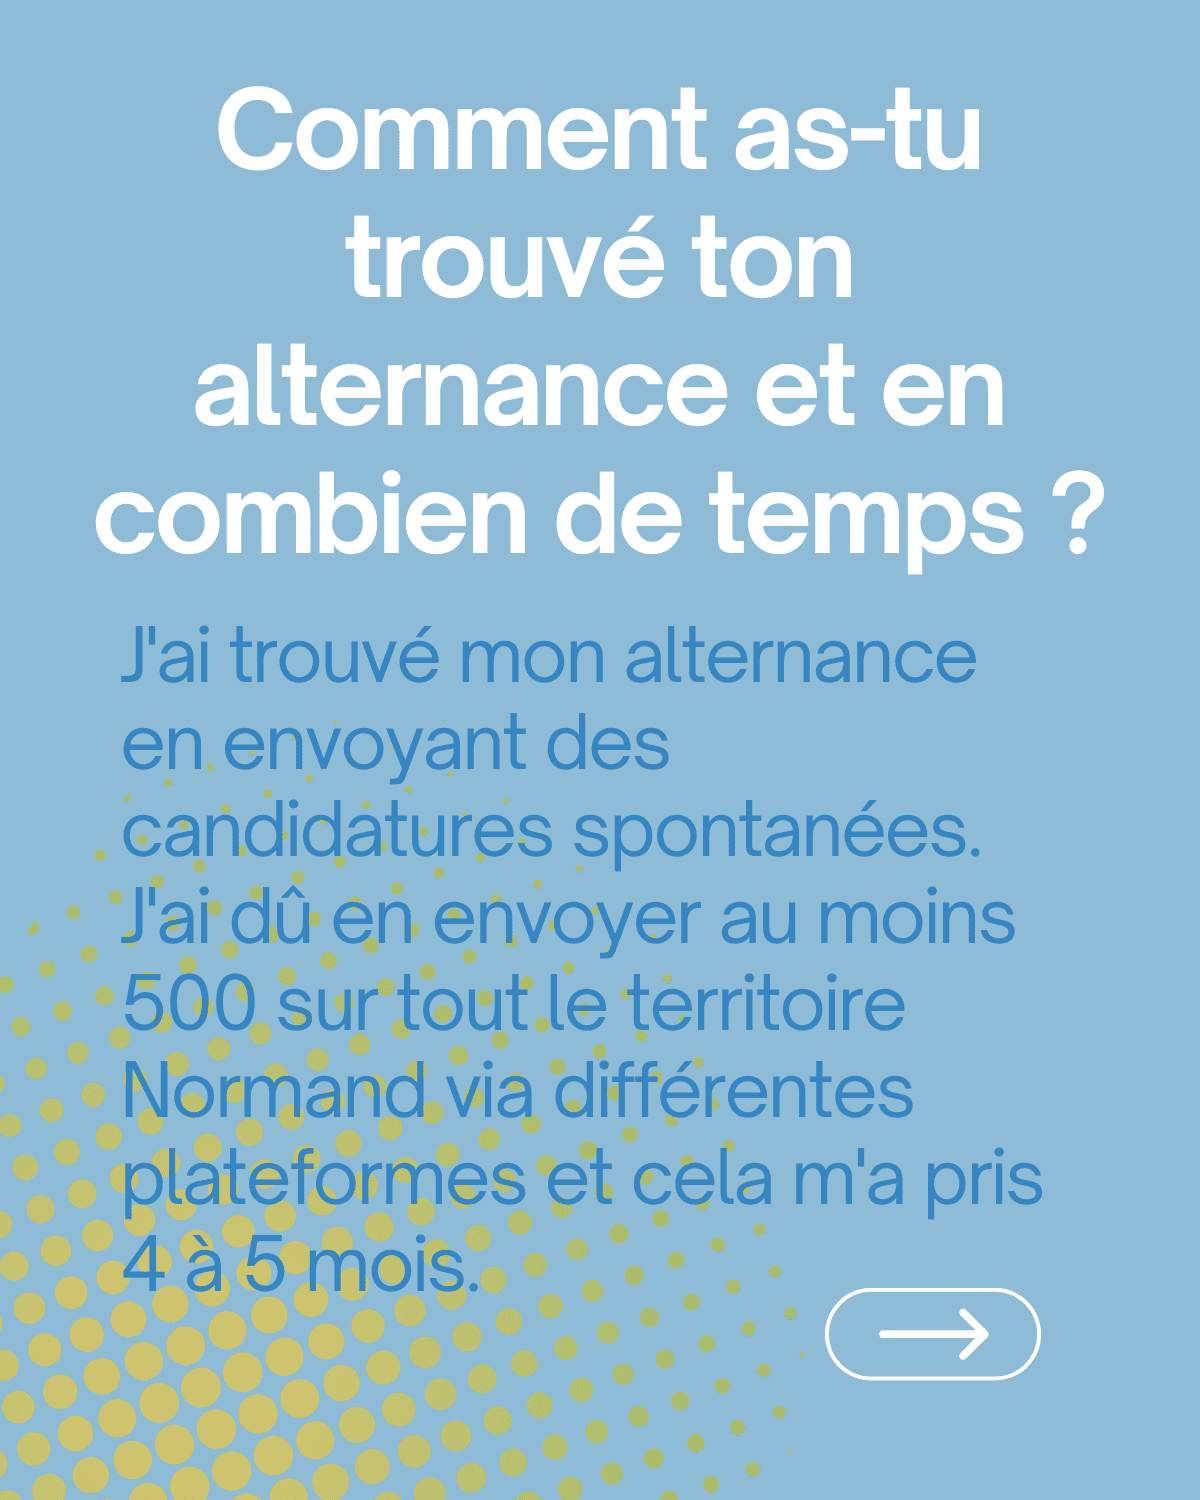 Comment as-tu
trouvé ton
alternance et en
combien de temps ?
J'ai trouvé mon alternance
en envoyant des
candidatures spontanées.
J'ai dû en envoyer au moins
500 sur tout le territoire
Normand via différentes
plateformes et cela m'a pris
4 à 5 mois.